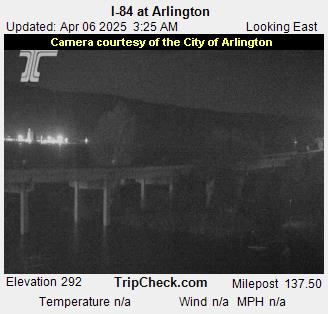 I-84 at Arlington
Updated: Apr 06 2025 3:25 AM Looking East
Camera courtesy of the City of Arlington
Elevation 292 TripCheck.com Milepost 137.50
Temperature n/a Wind n/a MPH n/a